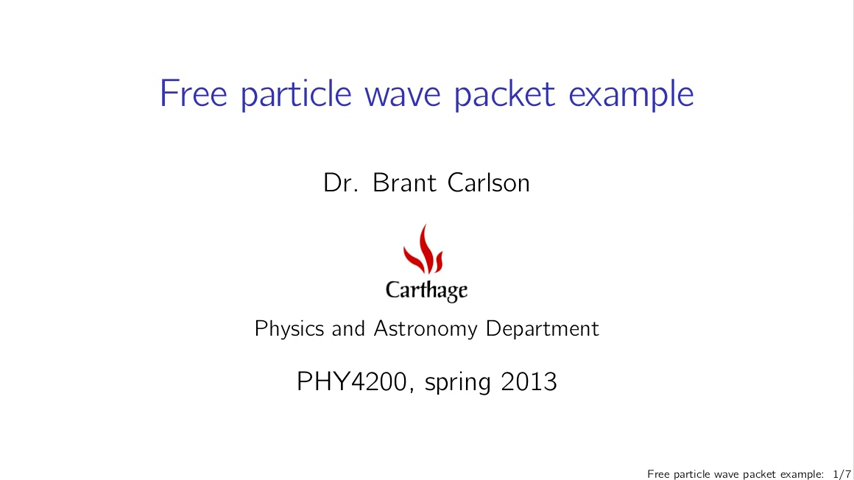 Free particle wave packet example
Dr. Brant Carlson
Carthage
Physics and Astronomy Department
PHY4200, spring 2013
Free particle wave packet example: 1/7